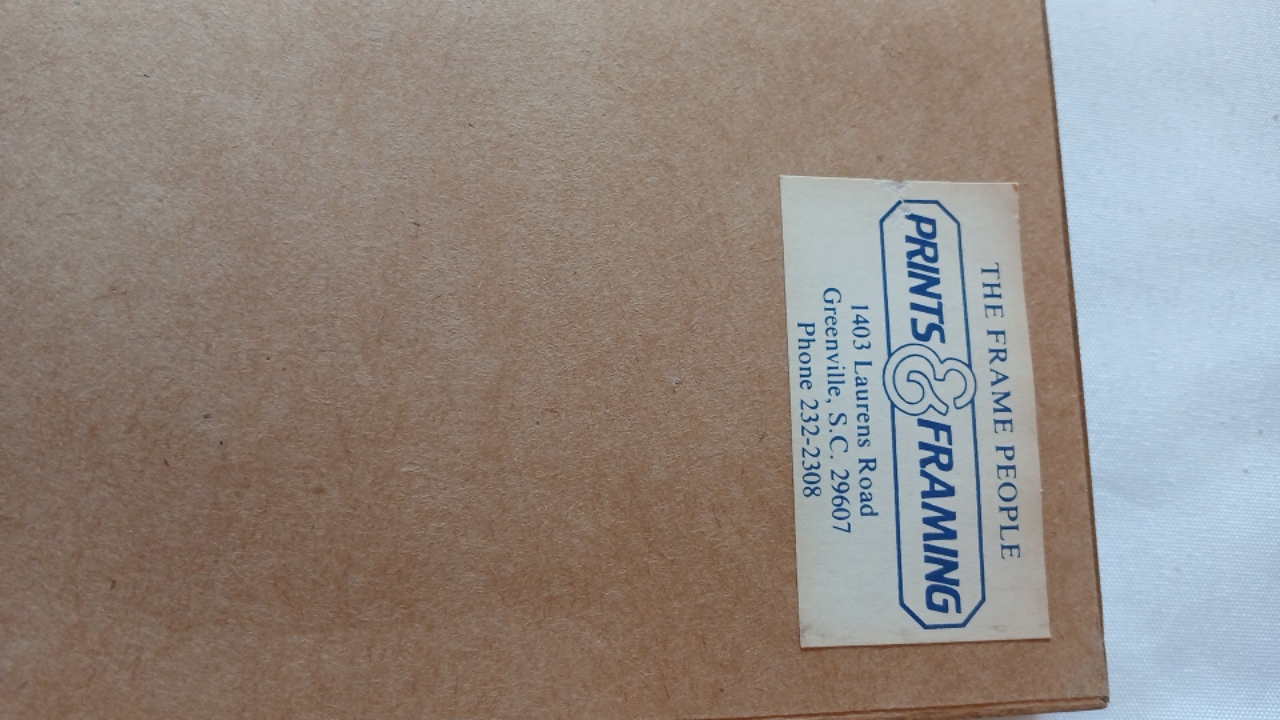 THE FRAME PEOPLE
PRINTS & FRAMING
1403 Laurens Road
Greenville, S.C. 29607
Phone 232-2308